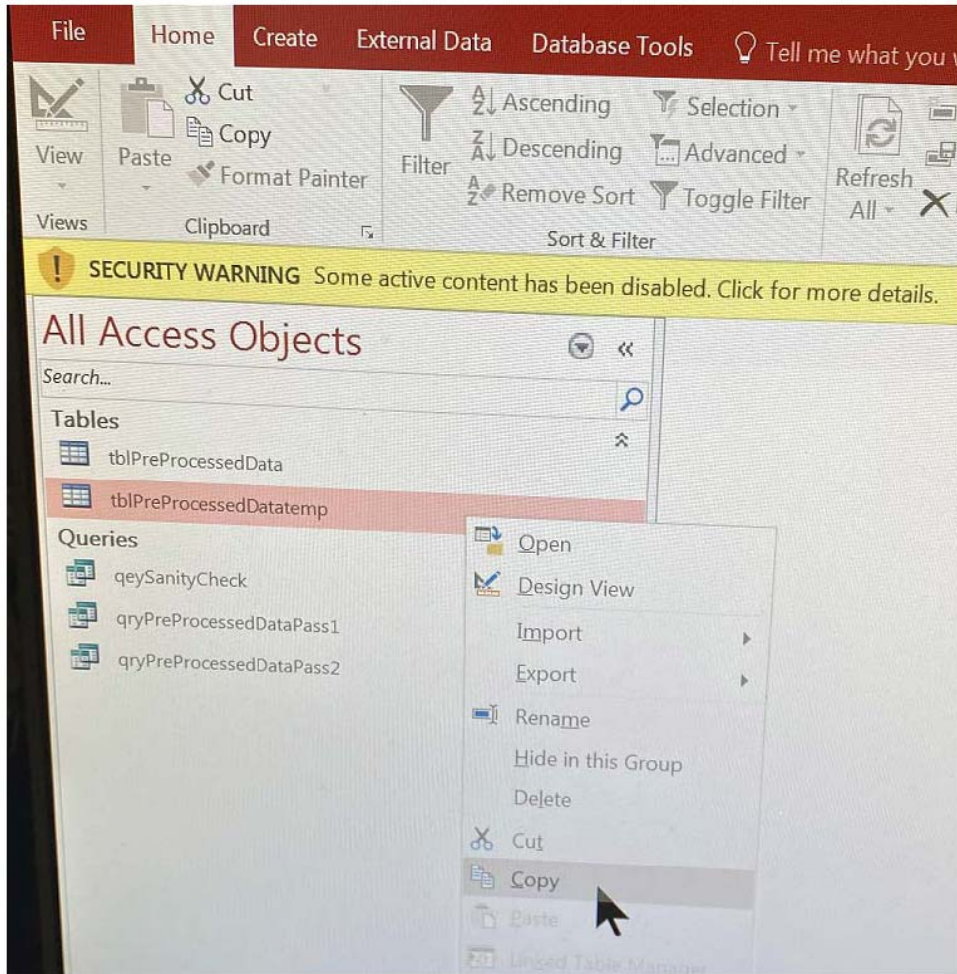 File Home Create External Data Database Tools Tell me what you
View Paste Cut Copy Format Painter
Views Clipboard
Filter Ascending Descending Remove Sort Selection Advanced Toggle Filter
Sort & Filter
Refresh All
SECURITY WARNING Some active content has been disabled. Click for more details.
All Access Objects
Search...
Tables
tblPreProcessedData
tblPreProcessedDatatemp
Queries
qeySanityCheck
qryPreProcessedDataPass1
qryPreProcessedDataPass2
Open
Design View
Import
Export
Rename
Hide in this Group
Delete
Cut
Copy
Paste
Linked Table Manager